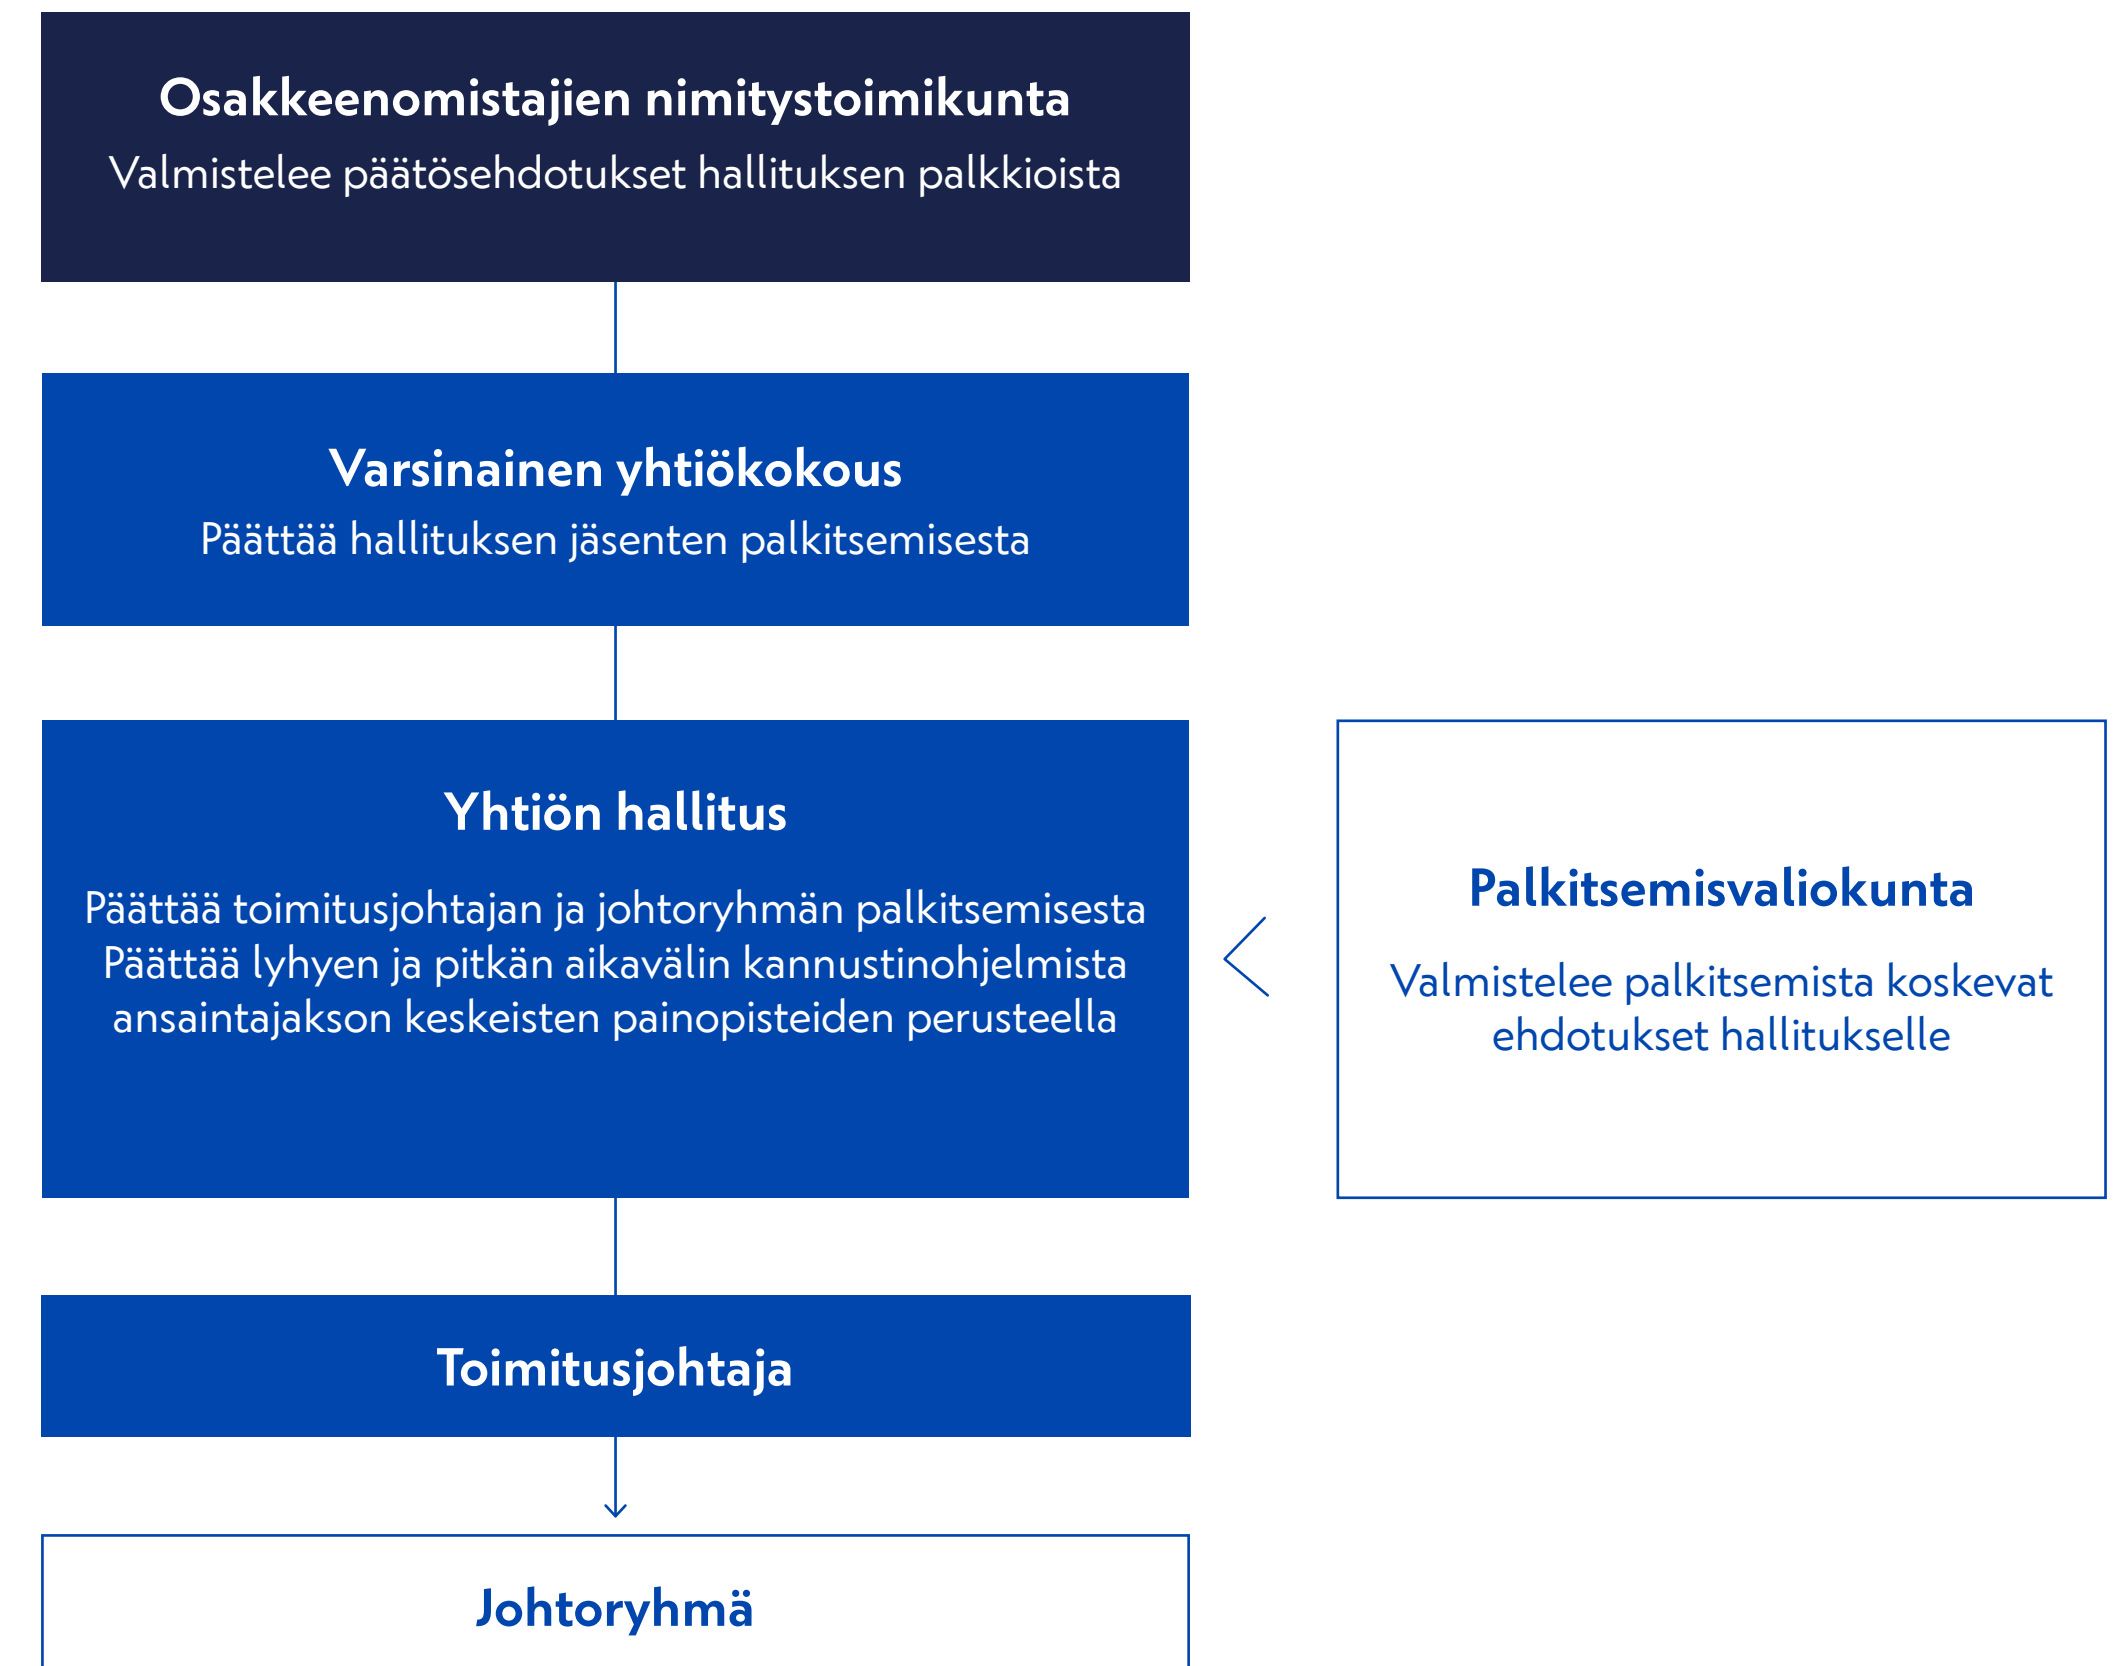 Osakkeenomistajien nimitystoimikunta
Valmistelee päätösehdotukset hallituksen palkkioista
Varsinainen yhtiökokous
Päättää hallituksen jäsenten palkitsemisesta
Yhtiön hallitus
Päättää toimitusjohtajan ja johtoryhmän palkitsemisesta
Päättää lyhyen ja pitkän aikavälin kannustinohjelmista
ansaintajakson keskeisten painopisteiden perusteella
Palkitsemisvaliokunta
Valmistelee palkitsemista koskevat
ehdotukset hallitukselle
Toimitusjohtaja
Johtoryhmä